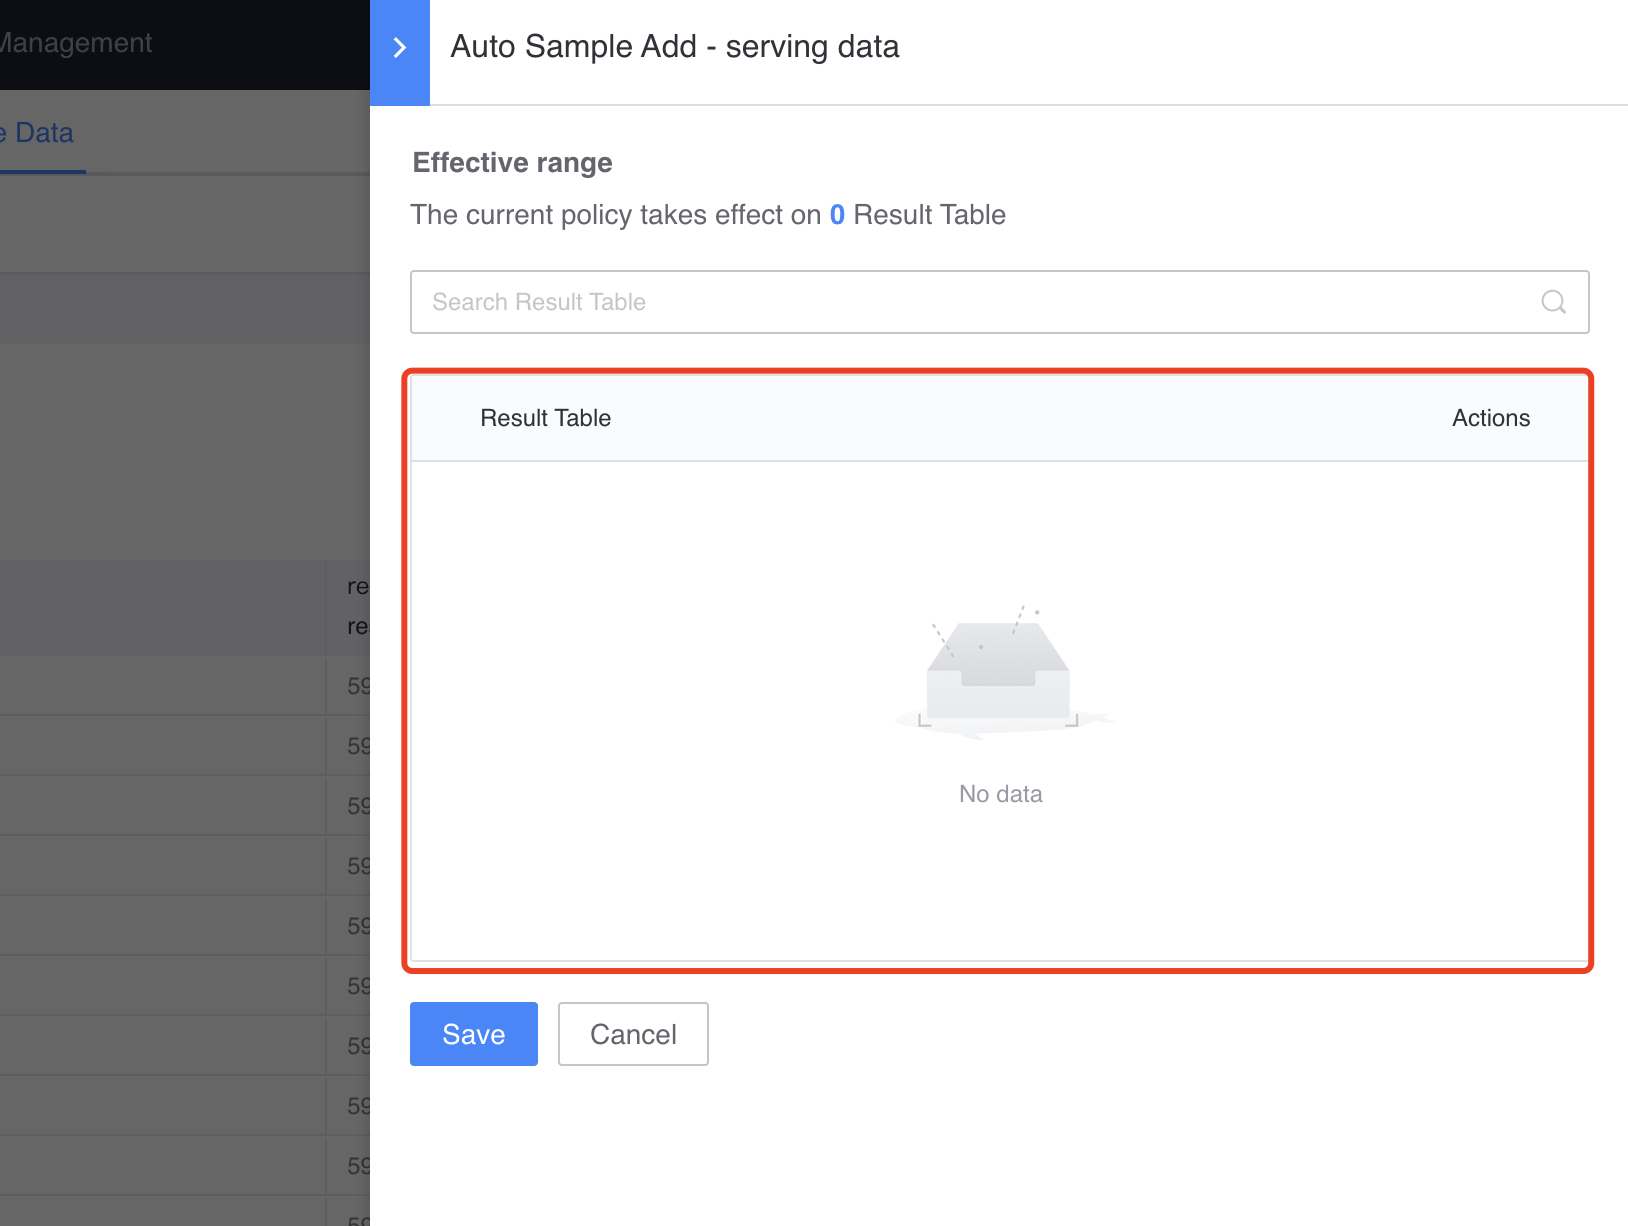 Management
Auto Sample Add - serving data
e Data
Effective range
The current policy takes effect on 0 Result Table
Search Result Table
Result Table
Actions
re
res
59
59
59
59
59
59
59
59
59
59
No data
Save
Cancel